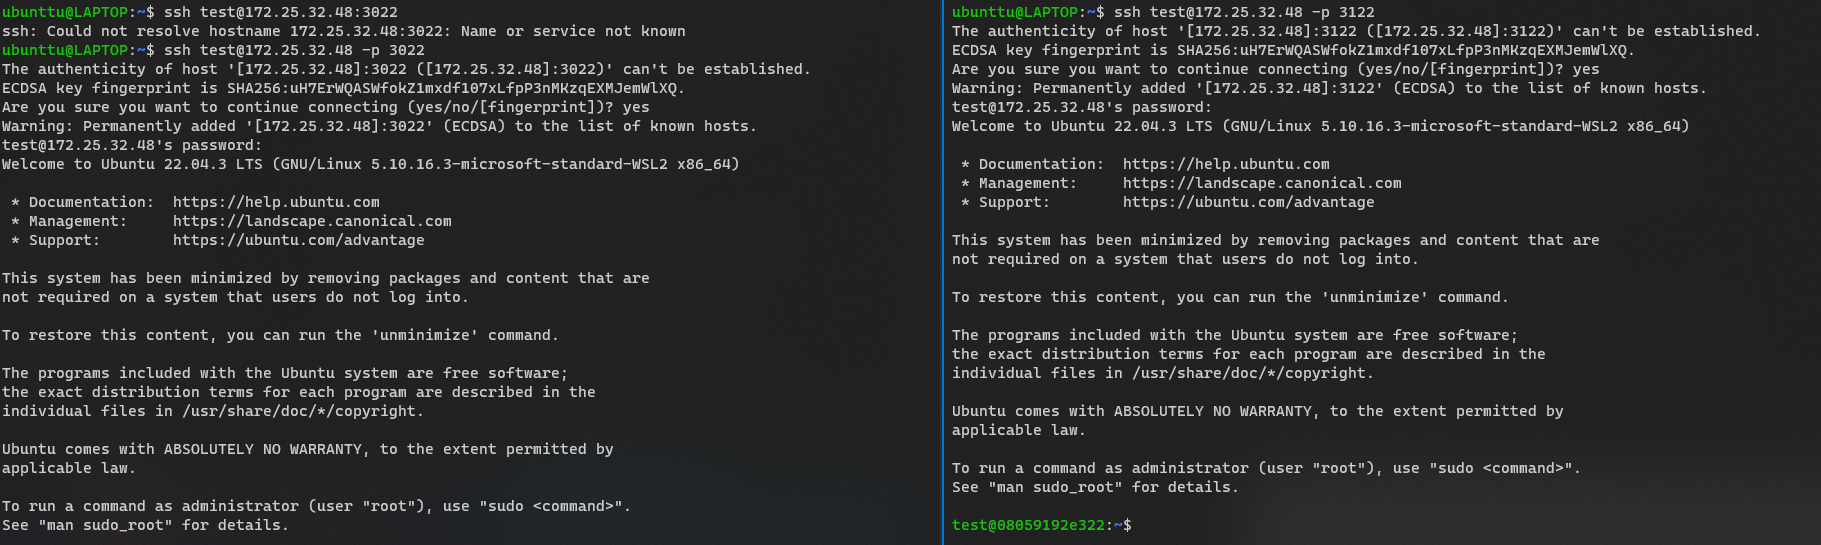 ubunttu@LAPTOP:~$ ssh test@172.25.32.48:3022
ssh: Could not resolve hostname 172.25.32.48:3022: Name or service not known
ubunttu@LAPTOP:~$ ssh test@172.25.32.48 -p 3022
The authenticity of host '[172.25.32.48]:3022 ([172.25.32.48]:3022)' can't be established.
ECDSA key fingerprint is SHA256:uH7ErWQASWfokZ1mxdf107xLfpP3nMKzqEXMJemWlXQ.
Are you sure you want to continue connecting (yes/no/[fingerprint])? yes
Warning: Permanently added '[172.25.32.48]:3022' (ECDSA) to the list of known hosts.
test@172.25.32.48's password:
Welcome to Ubuntu 22.04.3 LTS (GNU/Linux 5.10.16.3-microsoft-standard-WSL2 x86_64)

 * Documentation:  https://help.ubuntu.com
 * Management:     https://landscape.canonical.com
 * Support:        https://ubuntu.com/advantage

This system has been minimized by removing packages and content that are
not required on a system that users do not log into.

To restore this content, you can run the 'unminimize' command.

The programs included with the Ubuntu system are free software;
the exact distribution terms for each program are described in the
individual files in /usr/share/doc/*/copyright.

Ubuntu comes with ABSOLUTELY NO WARRANTY, to the extent permitted by
applicable law.

To run a command as administrator (user "root"), use "sudo <command>".
See "man sudo_root" for details.

ubunttu@LAPTOP:~$ ssh test@172.25.32.48 -p 3122
The authenticity of host '[172.25.32.48]:3122 ([172.25.32.48]:3122)' can't be established.
ECDSA key fingerprint is SHA256:uH7ErWQASWfokZ1mxdf107xLfpP3nMKzqEXMJemWlXQ.
Are you sure you want to continue connecting (yes/no/[fingerprint])? yes
Warning: Permanently added '[172.25.32.48]:3122' (ECDSA) to the list of known hosts.
test@172.25.32.48's password:
Welcome to Ubuntu 22.04.3 LTS (GNU/Linux 5.10.16.3-microsoft-standard-WSL2 x86_64)

 * Documentation:  https://help.ubuntu.com
 * Management:     https://landscape.canonical.com
 * Support:        https://ubuntu.com/advantage

This system has been minimized by removing packages and content that are
not required on a system that users do not log into.

To restore this content, you can run the 'unminimize' command.

The programs included with the Ubuntu system are free software;
the exact distribution terms for each program are described in the
individual files in /usr/share/doc/*/copyright.

Ubuntu comes with ABSOLUTELY NO WARRANTY, to the extent permitted by
applicable law.

To run a command as administrator (user "root"), use "sudo <command>".
See "man sudo_root" for details.

test@08059192e322:~$